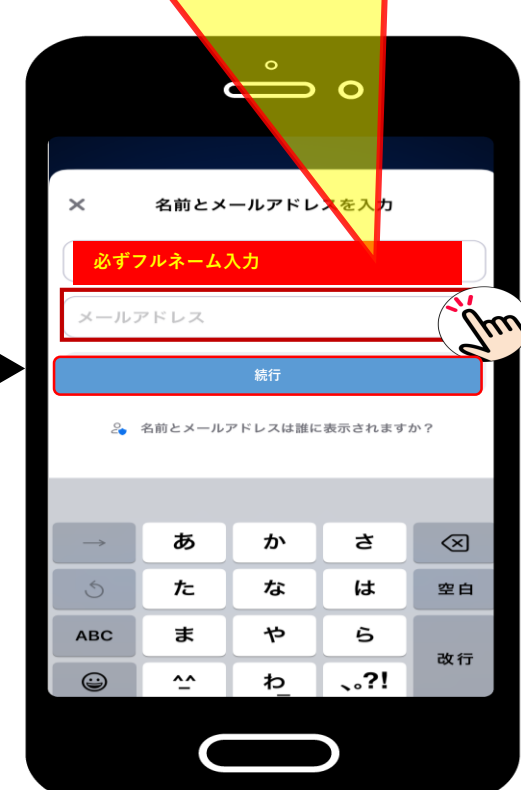 × 名前とメールアドレスを入力
必ずフルネーム入力
メールアドレス
続行
名前とメールアドレスは誰に表示されますか？
→ あ か さ
た な は 空白
ABC ま や ら
^_^ わ_ 、。?! 改行